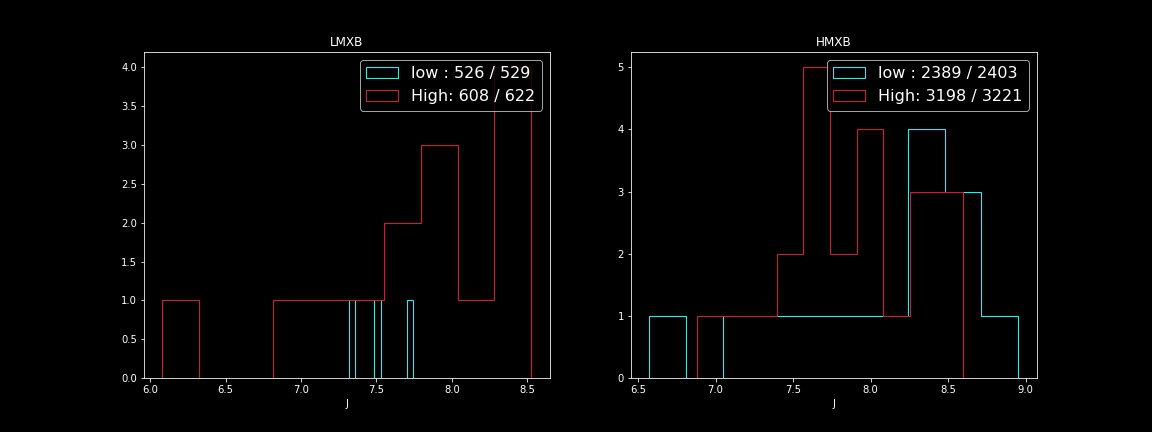 LMXB
low : 526 / 529
High: 608 / 622
4.0
3.5
3.0
2.5
2.0
1.5
1.0
0.5
0.0
6.0 6.5 7.0 7.5 8.0 8.5
J
HMXB
low : 2389 / 2403
High: 3198 / 3221
5
4
3
2
1
0
6.5 7.0 7.5 8.0 8.5 9.0
J